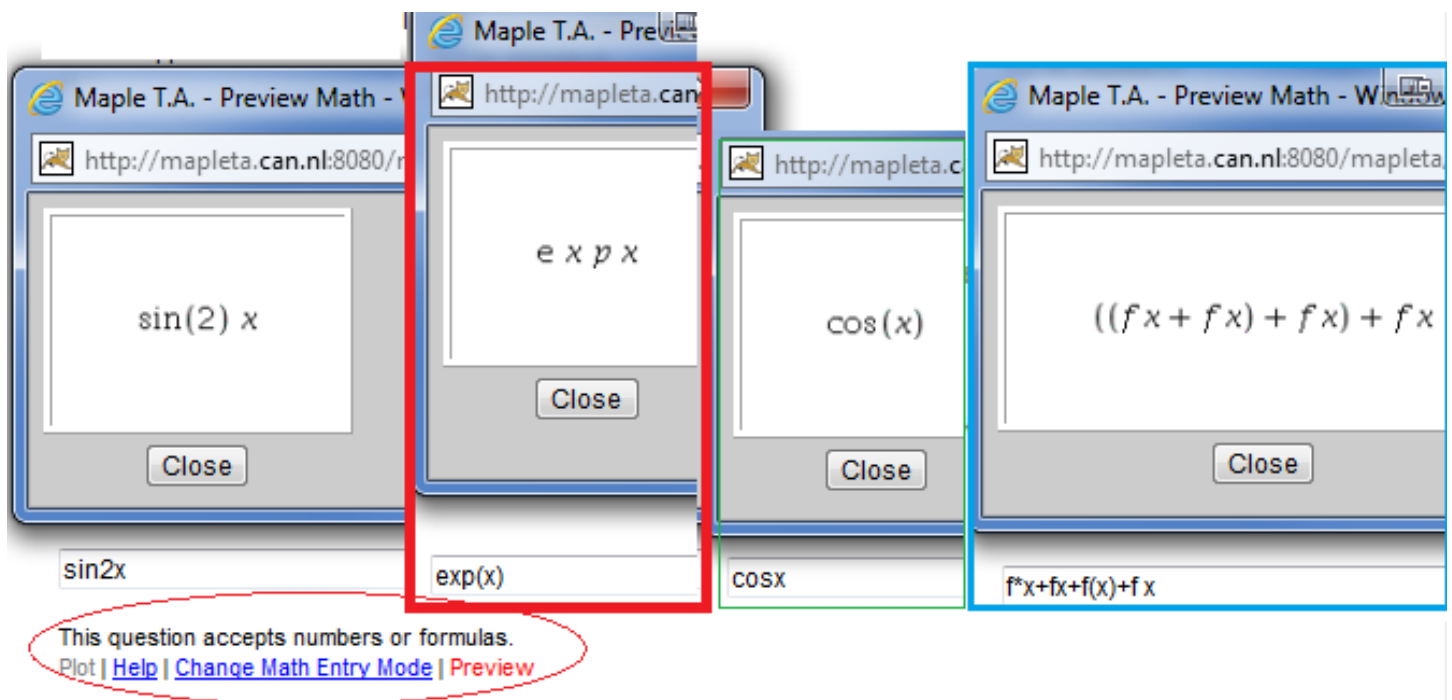 Maple T.A. - Preview Math -
http://mapleta.can.nl:8080/
sin(2) x
Close
sin2x
This question accepts numbers or formulas.
Plot | Help | Change Math Entry Mode | Preview
Maple T.A. -
http://mapleta.can
e x p x
Close
exp(x)
http://mapleta.c
cos(x)
Close
cosx
Maple T.A. - Preview Math -
http://mapleta.can.nl:8080/mapleta/
((f x + f x) + f x) + f x
Close
f*x+fx+f(x)+f x